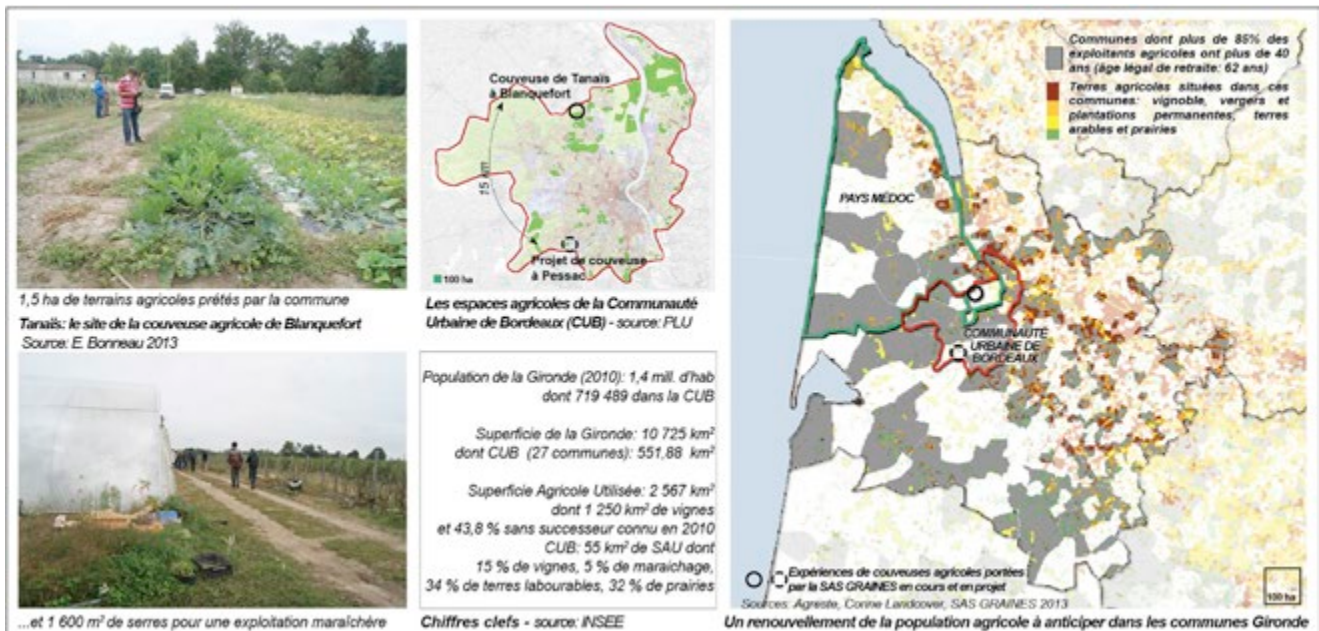 1,5 ha de terrains agricoles prêtés par la commune
Tanaïs: le site de la couveuse agricole de Blanquefort
Source: E. Bonneau 2013
...et 1 600 m² de serres pour une exploitation maraîchère
Couveuse de Tanaïs
à Blanquefort
15 km
Projet de couveuse
à Pessac
100 ha
Les espaces agricoles de la Communauté
Urbaine de Bordeaux (CUB) - source: PLU
Population de la Gironde (2010): 1,4 mill. d'hab
dont 719 489 dans la CUB
Superficie de la Gironde: 10 725 km²
dont CUB (27 communes): 551,88 km²
Superficie Agricole Utilisée: 2 567 km²
dont 1 250 km² de vignes
et 43,8 % sans successeur connu en 2010
CUB: 55 km² de SAU dont
15 % de vignes, 5 % de maraichage,
34 % de terres labourables, 32 % de prairies
Chiffres clefs - source: INSEE
Communes dont plus de 85% des
exploitants agricoles ont plus de 40
ans (âge légal de retraite: 62 ans)
Terres agricoles situées dans ces
communes: vignoble, vergers et
plantations permanentes, terres
arables et prairies
PAYS MÉDOC
COMMUNAUTÉ
URBAINE DE
BORDEAUX
Expériences de couveuses agricoles portées
par la SAS GRAINES en cours et en projet
100 ha
Sources: Agreste, Corine Landcover, SAS GRAINES 2013
Un renouvellement de la population agricole à anticiper dans les communes Gironde